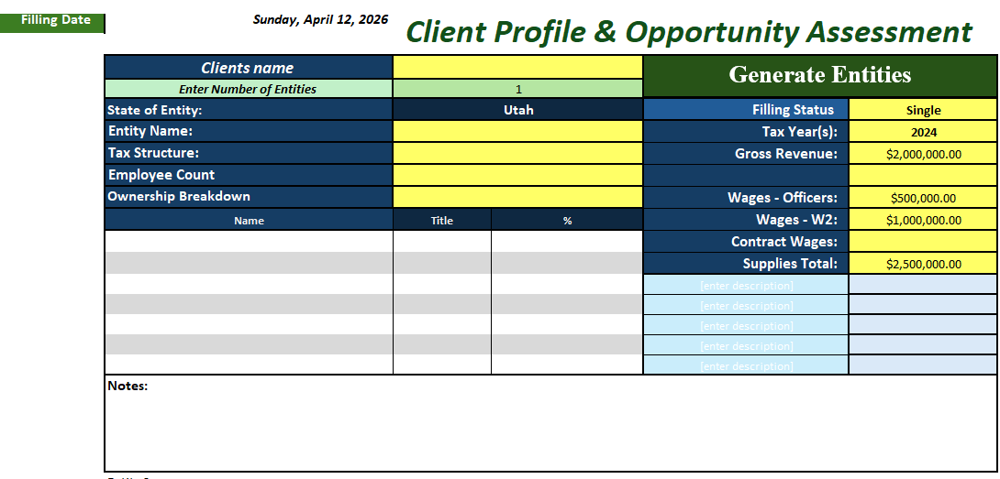 Filling Date
Sunday, April 12, 2026
Client Profile & Opportunity Assessment
Clients name
Generate Entities
Enter Number of Entities 1
State of Entity: Utah Filling Status Single
Entity Name: Tax Year(s): 2024
Tax Structure: Gross Revenue: $2,000,000.00
Employee Count
Ownership Breakdown Wages - Officers: $500,000.00
Name Title % Wages - W2: $1,000,000.00
Contract Wages:
Supplies Total: $2,500,000.00
[enter description]
[enter description]
[enter description]
[enter description]
[enter description]
Notes: